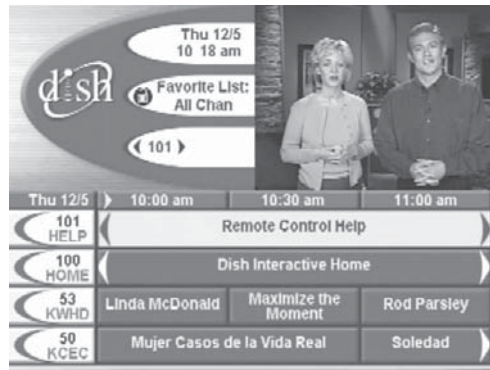 Thu 12/5
10 18 am
dish
Favorite List:
All Chan
101
Thu 12/5 10:00 am 10:30 am 11:00 am
101
HELP
Remote Control Help
100
HOME
Dish Interactive Home
53
KWHD
Linda McDonald
Maximize the
Moment
Rod Parsley
50
KCEC
Mujer Casos de la Vida Real
Soledad